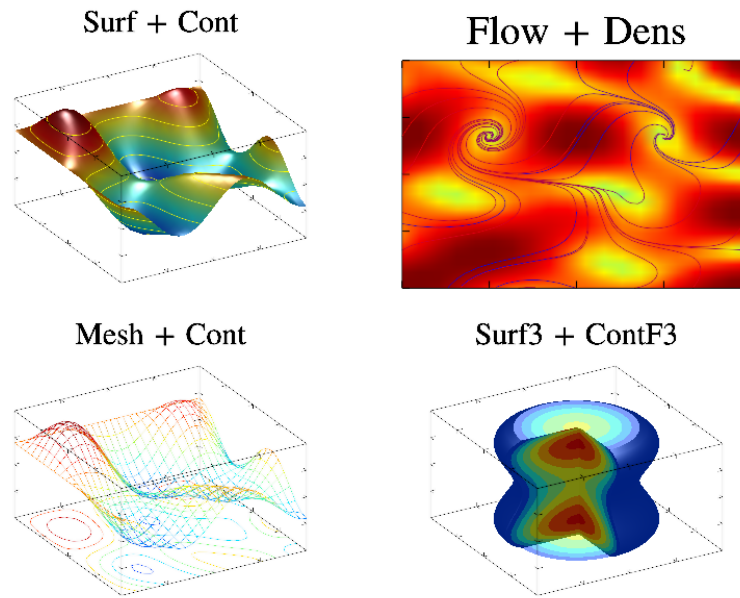 Surf + Cont
Flow + Dens
Mesh + Cont
Surf3 + ContF3